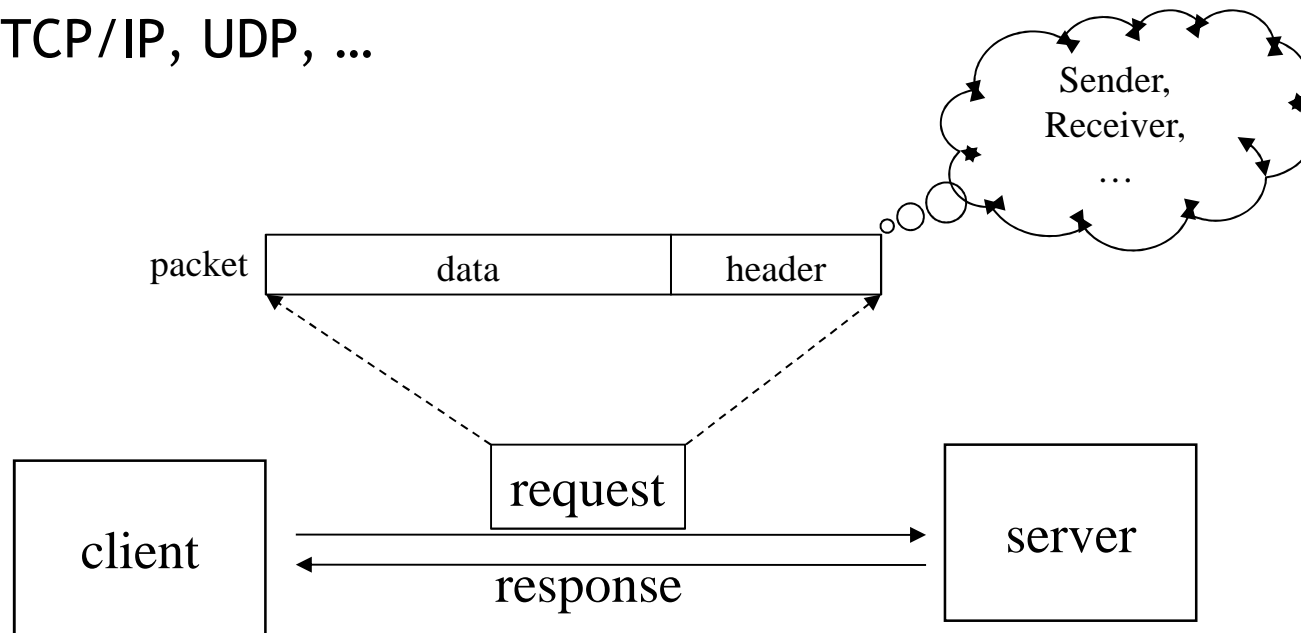 TCP/IP, UDP, …
Sender,
Receiver,
…
packet
data
header
request
client
server
response